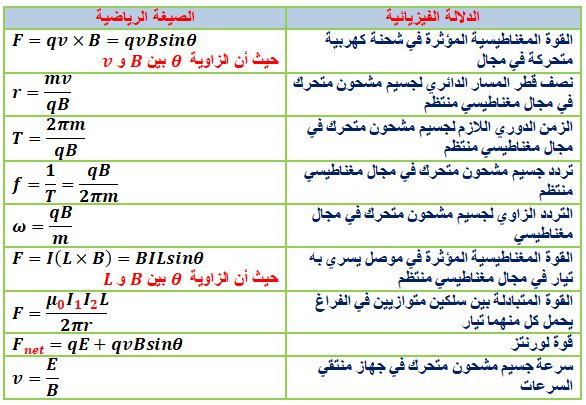 الدلالة الفيزيائية
الصيغة الرياضية
القوة المغناطيسية المؤثرة في شحنة كهربية
متحركة في مجال
F = qv × B = qvBsinθ
حيث أن الزاوية θ بين B و v
نصف قطر المسار الدائري لجسيم مشحون متحرك
في مجال مغناطيسي منتظم
r = mv/qB
الزمن الدوري اللازم لجسيم مشحون متحرك في
مجال مغناطيسي منتظم
T = 2πm/qB
تردد جسيم مشحون متحرك في مجال مغناطيسي
منتظم
f = 1/T = qB/2πm
التردد الزاوي لجسيم مشحون متحرك في مجال
مغناطيسي
ω = qB/m
القوة المغناطيسية المؤثرة في موصل يسري به
تيار في مجال مغناطيسي منتظم
F = I(L × B) = BILsinθ
حيث أن الزاوية θ بين B و L
القوة المتبادلة بين سلكين متوازيين في الفراغ
يحمل كل منهما تيار
F = μ₀I₁I₂L/2πr
قوة لورنتز
Fnet = qE + qvBsinθ
سرعة جسيم مشحون متحرك في جهاز منتقي
السرعات
v = E/B